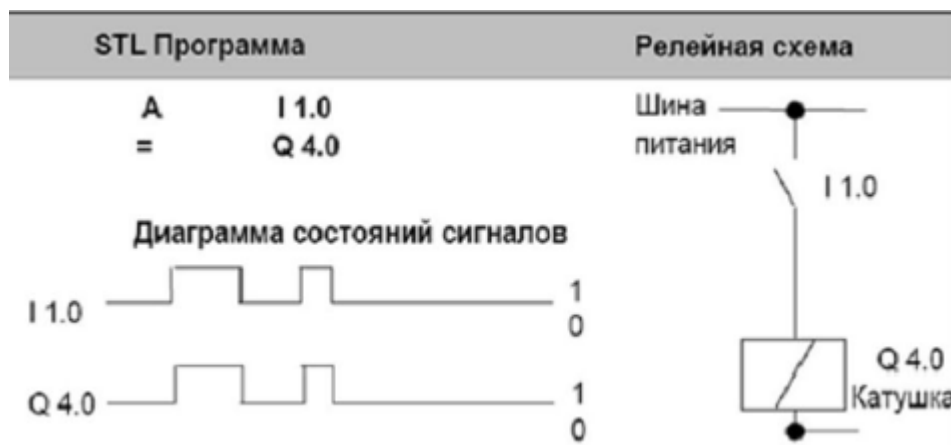 STL Программа
Релейная схема
A I 1.0
= Q 4.0
Шина
питания
I 1.0
Диаграмма состояний сигналов
I 1.0
1
0
Q 4.0
1
0
Q 4.0
Катушка